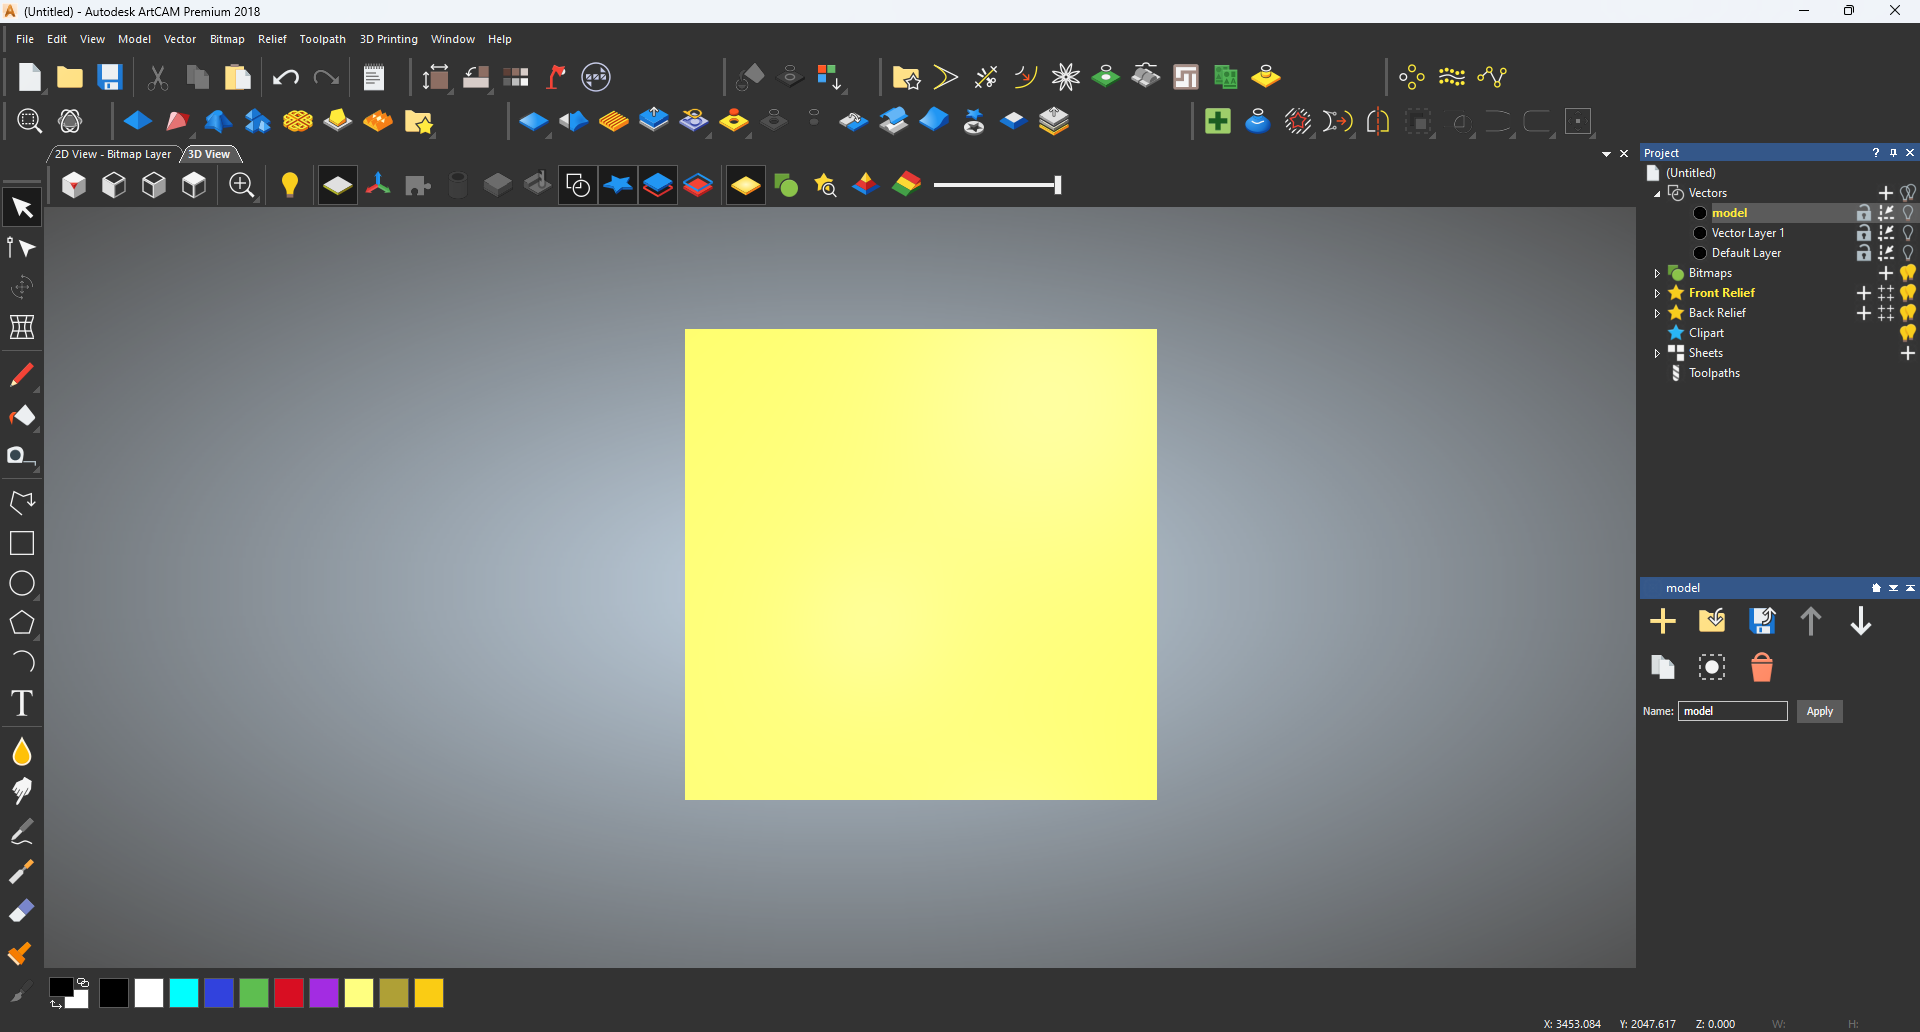 (Untitled) - Autodesk ArtCAM Premium 2018
File Edit View Model Vector Bitmap Relief Toolpath 3D Printing Window Help
2D View - Bitmap Layer 3D View
Project
(Untitled)
Vectors
model
Vector Layer 1
Default Layer
Bitmaps
Front Relief
Back Relief
Clipart
Sheets
Toolpaths
model
Name: model Apply
X: 3453.084 Y: 2047.617 Z: 0.000 W: H: